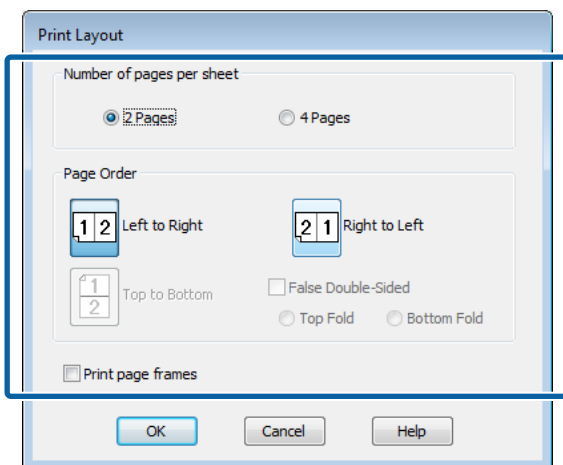 Print Layout
Number of pages per sheet
2 Pages 4 Pages
Page Order
1 2 Left to Right 2 1 Right to Left
1
2
Top to Bottom False Double-Sided
Top Fold Bottom Fold
Print page frames
OK Cancel Help